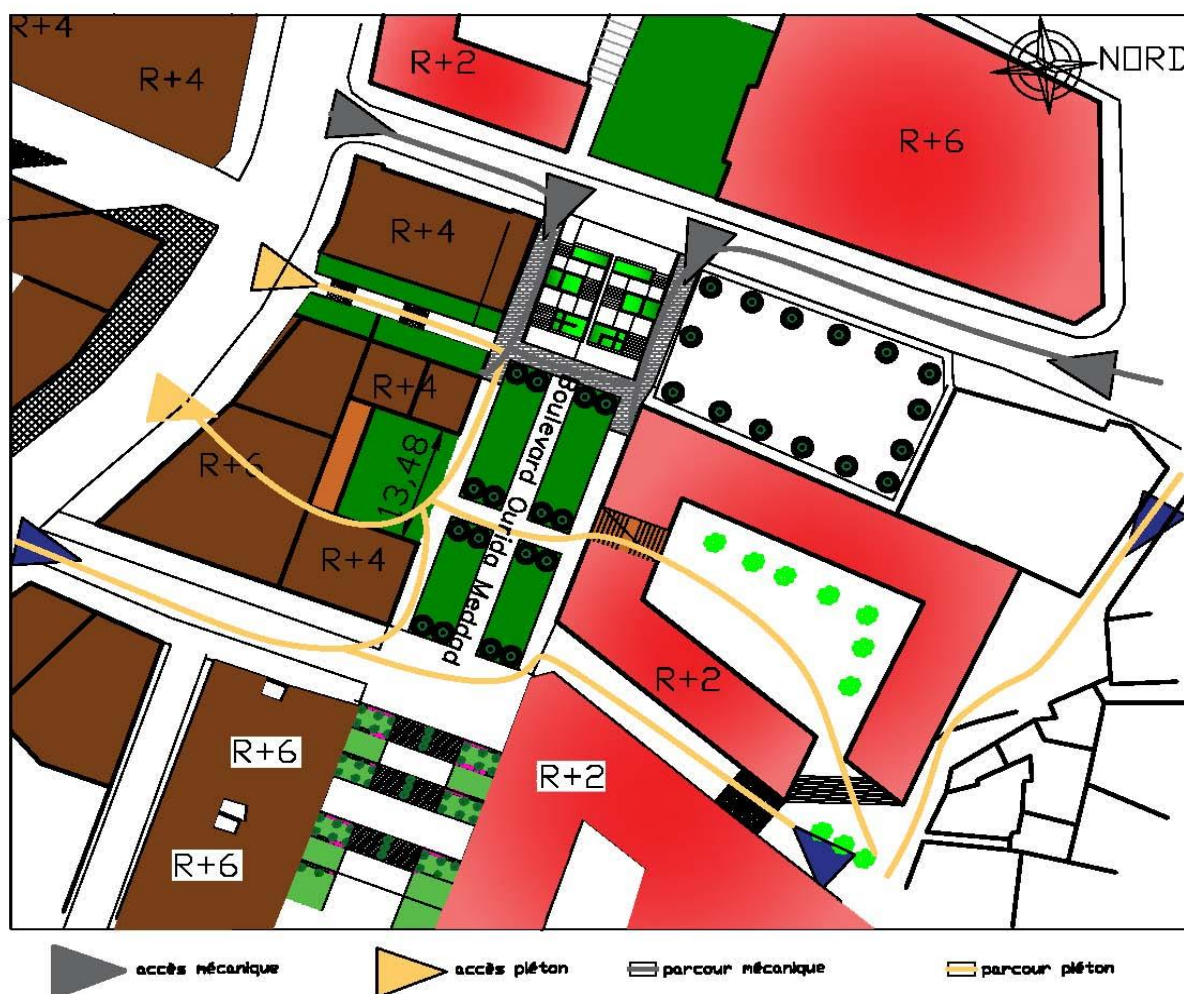 R+4
R+4
R+2
NORD
R+6
R+4
R+4
Boulevard Ourida Meddad
13,48
R+6
R+4
R+2
R+6
R+2
R+6
accès mécanique
accès piéton
parcour mécanique
parcour piéton